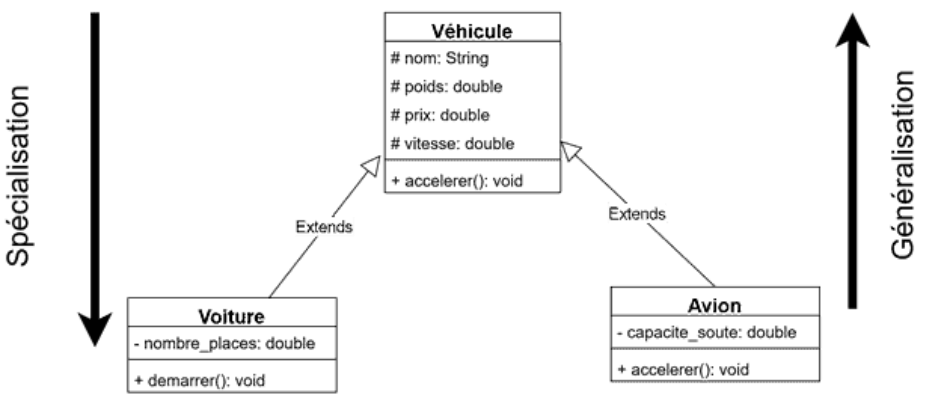 Spécialisation
Véhicule
# nom: String
# poids: double
# prix: double
# vitesse: double
+ accelerer(): void
Généralisation
Extends
Extends
Voiture
- nombre_places: double
+ demarrer(): void
Avion
- capacite_soute: double
+ accelerer(): void